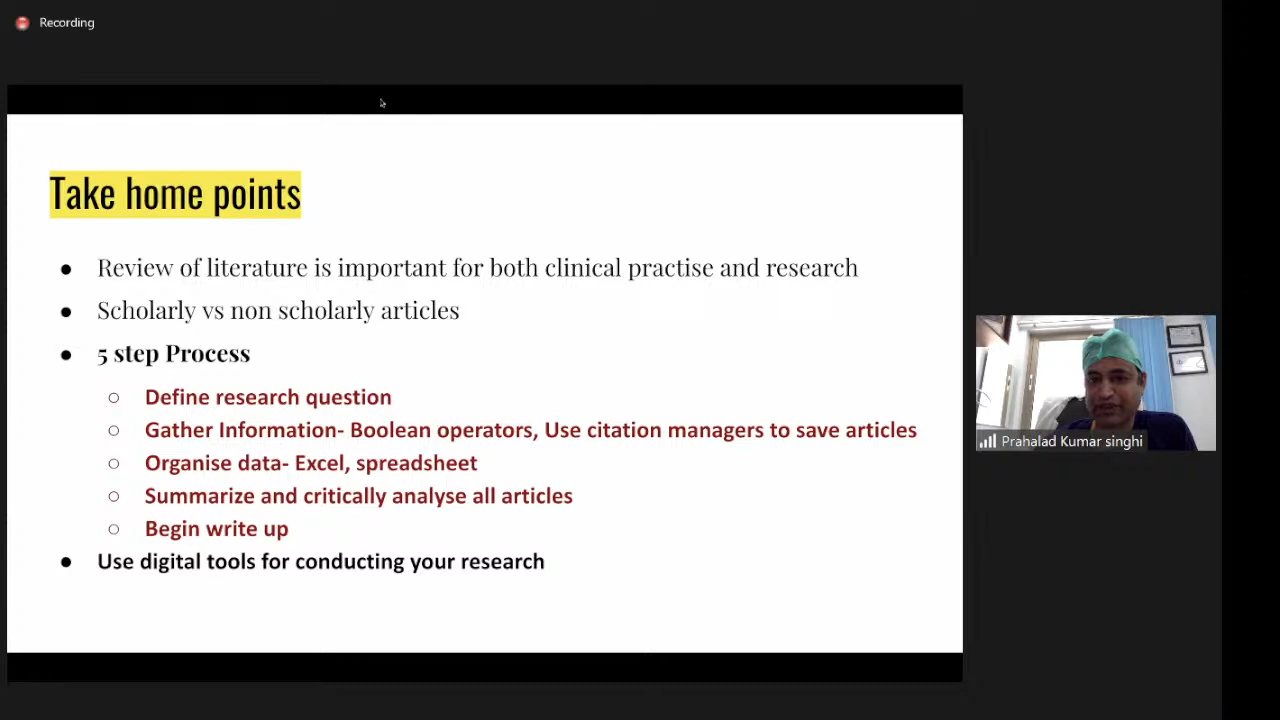 Recording
Take home points
● Review of literature is important for both clinical practise and research
● Scholarly vs non scholarly articles
● 5 step Process
○ Define research question
○ Gather Information- Boolean operators, Use citation managers to save articles
○ Organise data- Excel, spreadsheet
○ Summarize and critically analyse all articles
○ Begin write up
● Use digital tools for conducting your research
Prahalad Kumar singhi